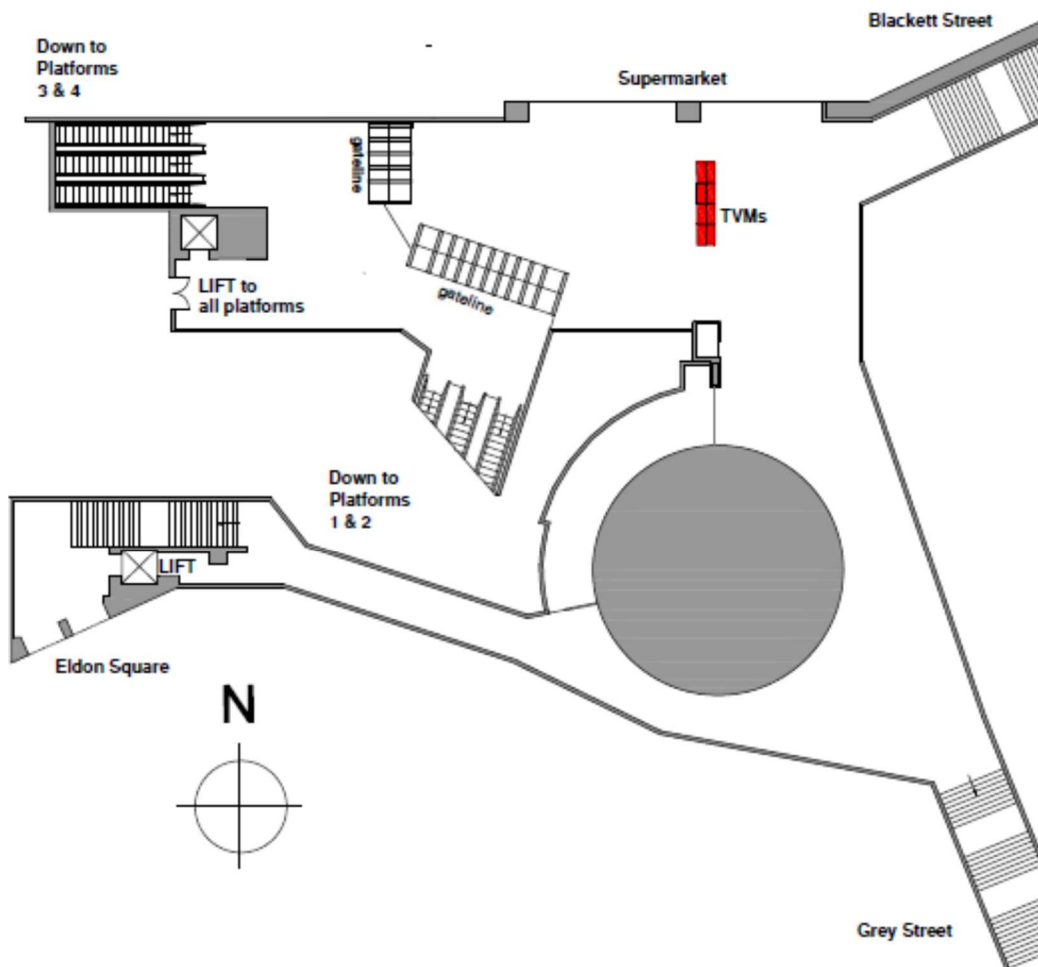 Blackett Street
Down to
Platforms
3 & 4
Supermarket
gateline
TVMs
LIFT to
all platforms
gateline
Down to
Platforms
1 & 2
LIFT
Eldon Square
N
Grey Street